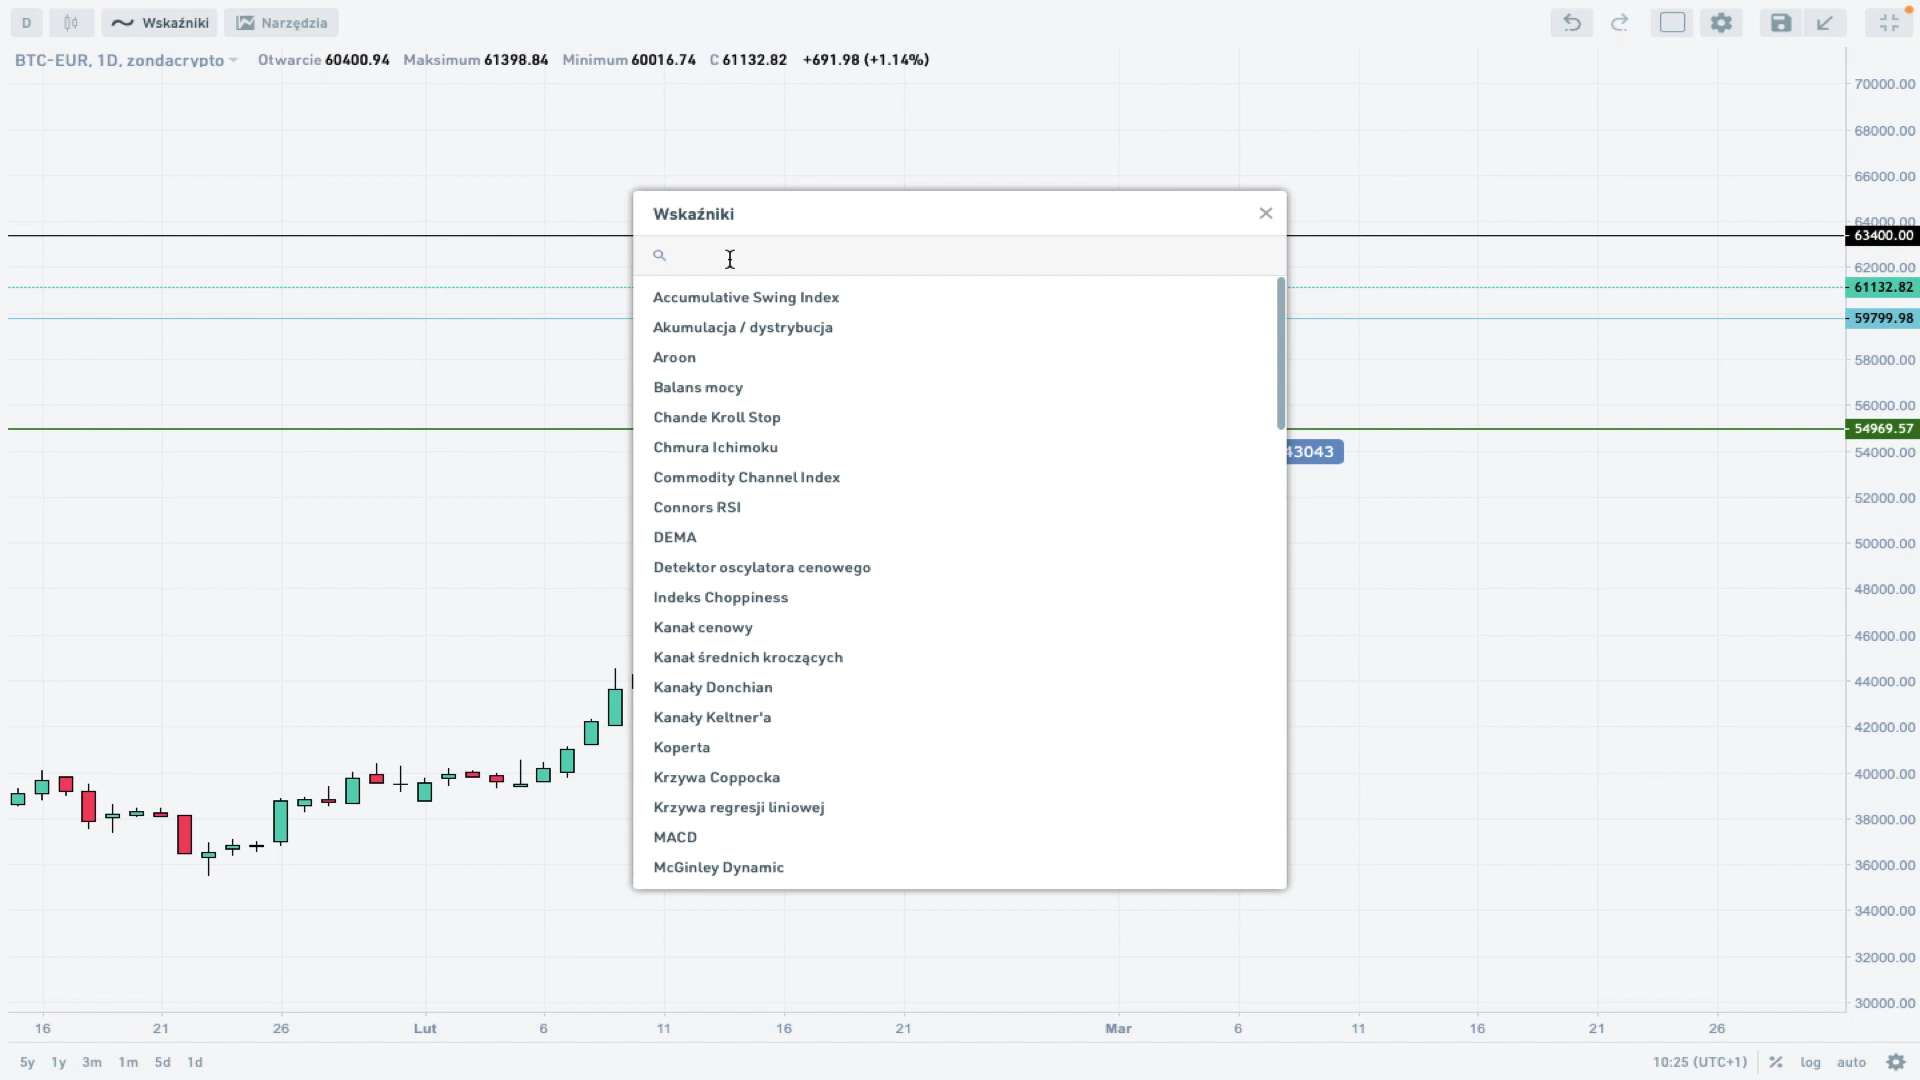 D Wskaźniki Narzędzia
BTC-EUR, 1D, zondacrypto Otwarcie 60400.94 Maksimum 61398.84 Minimum 60016.74 C 61132.82 +691.98 (+1.14%)
70000.00
68000.00
66000.00
64000.00
63400.00
62000.00
61132.82
59799.98
58000.00
56000.00
54969.57
54000.00
52000.00
50000.00
48000.00
46000.00
44000.00
42000.00
40000.00
38000.00
36000.00
34000.00
32000.00
30000.00
Wskaźniki
Accumulative Swing Index
Akumulacja / dystrybucja
Aroon
Balans mocy
Chande Kroll Stop
Chmura Ichimoku
Commodity Channel Index
Connors RSI
DEMA
Detektor oscylatora cenowego
Indeks Choppiness
Kanał cenowy
Kanał średnich kroczących
Kanały Donchian
Kanały Keltner'a
Koperta
Krzywa Coppocka
Krzywa regresji liniowej
MACD
McGinley Dynamic
43043
16 21 26 Lut 6 11 16 21 Mar 6 11 16 21 26
5y 1y 3m 1m 5d 1d 10:25 (UTC+1) % log auto